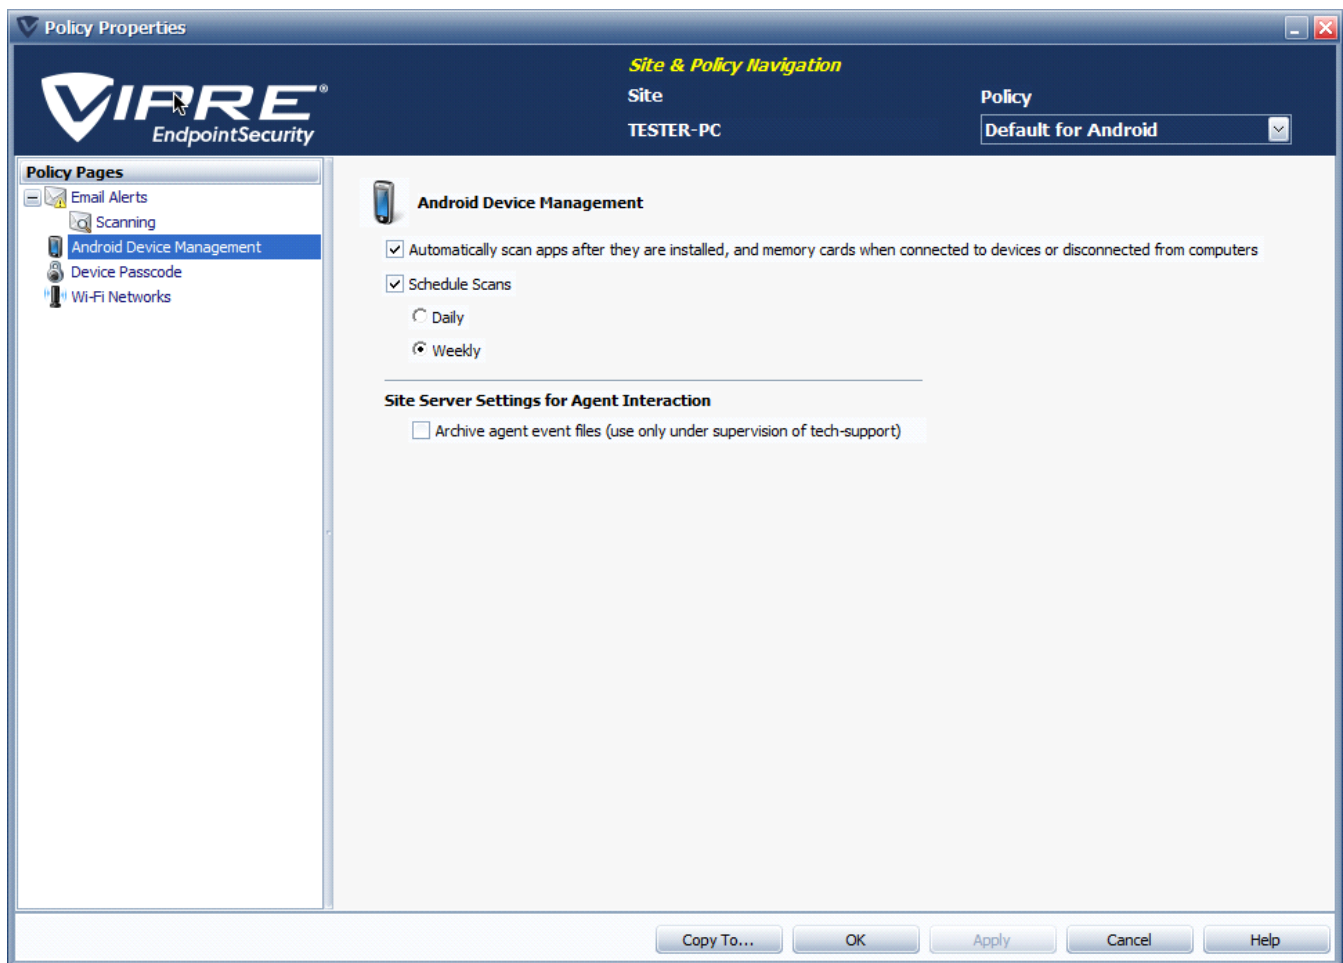 Policy Properties
Site & Policy Navigation
VIPRE®
EndpointSecurity
Site
TESTER-PC
Policy
Default for Android
Policy Pages
Email Alerts
Scanning
Android Device Management
Device Passcode
Wi-Fi Networks
Android Device Management
Automatically scan apps after they are installed, and memory cards when connected to devices or disconnected from computers
Schedule Scans
Daily
Weekly
Site Server Settings for Agent Interaction
Archive agent event files (use only under supervision of tech-support)
Copy To...
OK
Apply
Cancel
Help